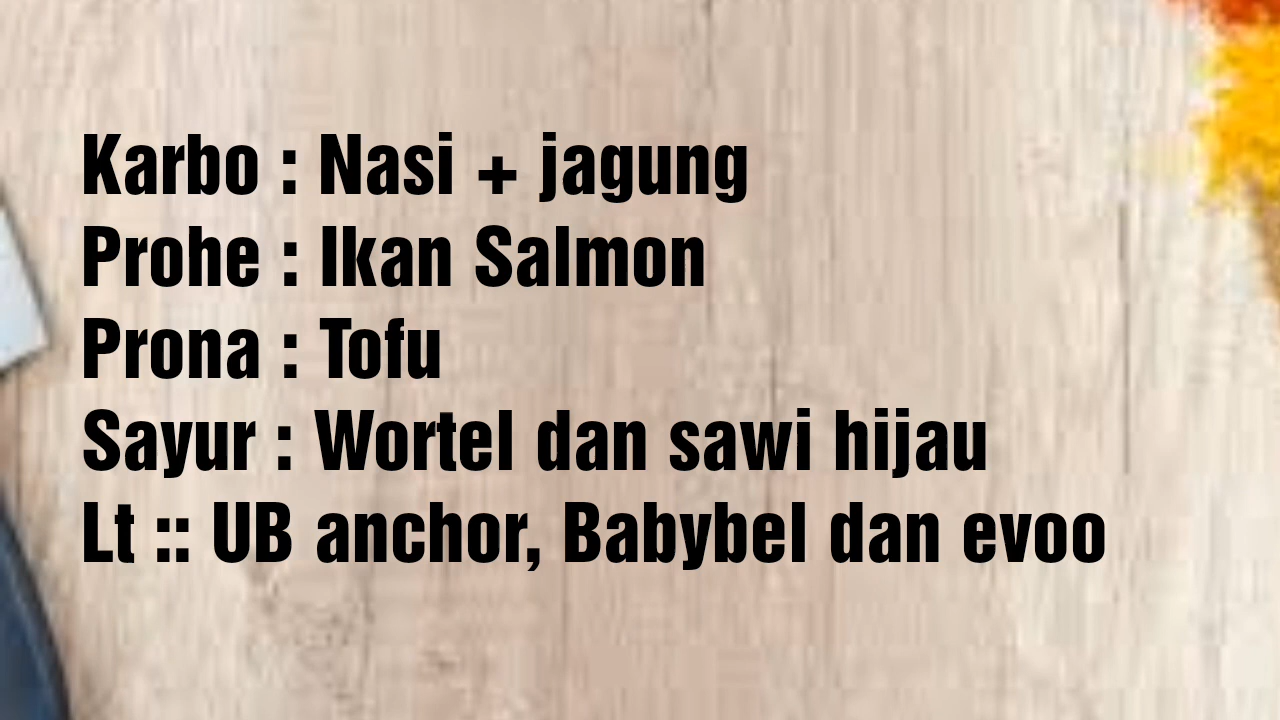 Karbo : Nasi + jagung
Prohe : Ikan Salmon
Prona : Tofu
Sayur : Wortel dan sawi hijau
Lt :: UB anchor, Babybel dan evoo